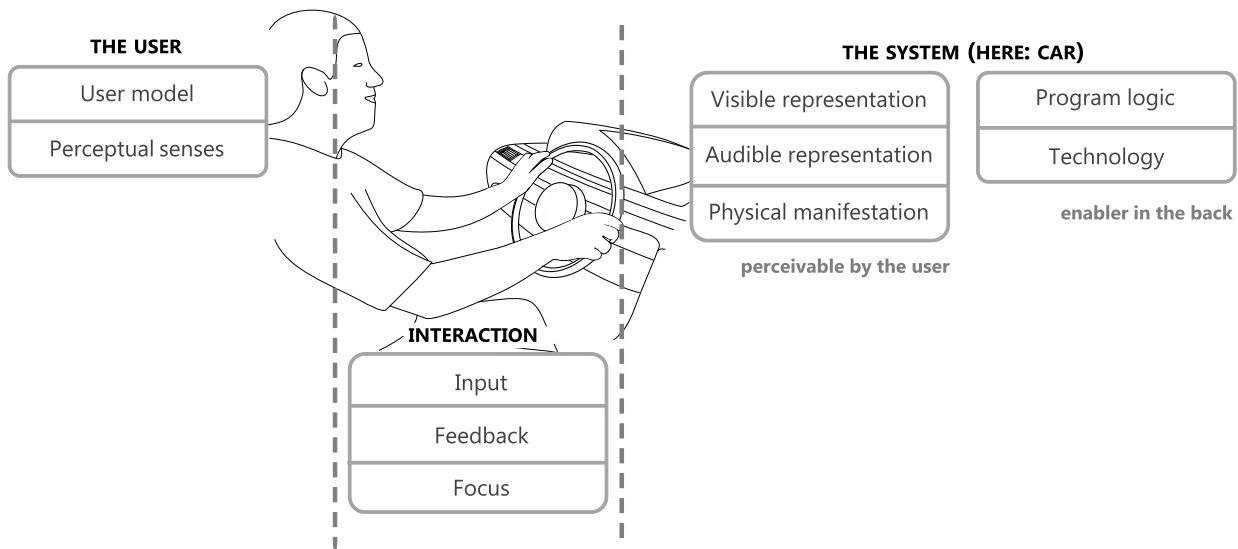 THE USER
User model
Perceptual senses
INTERACTION
Input
Feedback
Focus
THE SYSTEM (HERE: CAR)
Visible representation
Audible representation
Physical manifestation
perceivable by the user
Program logic
Technology
enabler in the back